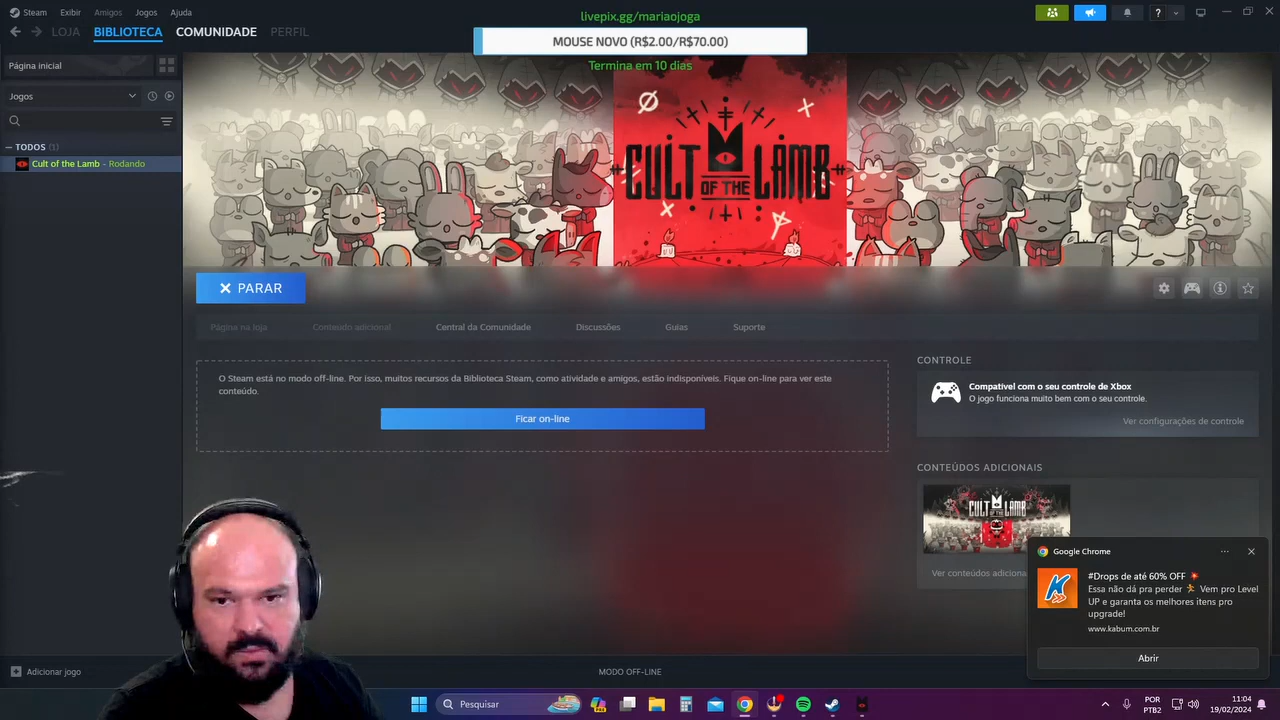 livepix.gg/mariaojoga
Steam Exibir Amigos Jogos Ajuda
LOJA BIBLIOTECA COMUNIDADE PERFIL
MOUSE NOVO (R$2.00/R$70.00)
Termina em 10 dias
Página inicial
Jogos
TODOS (1)
Cult of the Lamb - Rodando
CULT OF THE LAMB
PARAR
Página na loja Conteúdo adicional Central da Comunidade Discussões Guias Suporte
O Steam está no modo off-line. Por isso, muitos recursos da Biblioteca Steam, como atividade e amigos, estão indisponíveis. Fique on-line para ver este
conteúdo.
Ficar on-line
CONTROLE
Compatível com o seu controle de Xbox
O jogo funciona muito bem com o seu controle.
Ver configurações de controle
CONTEÚDOS ADICIONAIS
CULT OF THE LAMB
Ver conteúdos adiciona
Google Chrome
#Drops de até 60% OFF
Essa não dá pra perder Vem pro Level
UP e garanta os melhores itens pro
upgrade!
www.kabum.com.br
Abrir
Adicionar jogo
MODO OFF-LINE
Pesquisar
POR
PTB2
11:04
19/02/2024